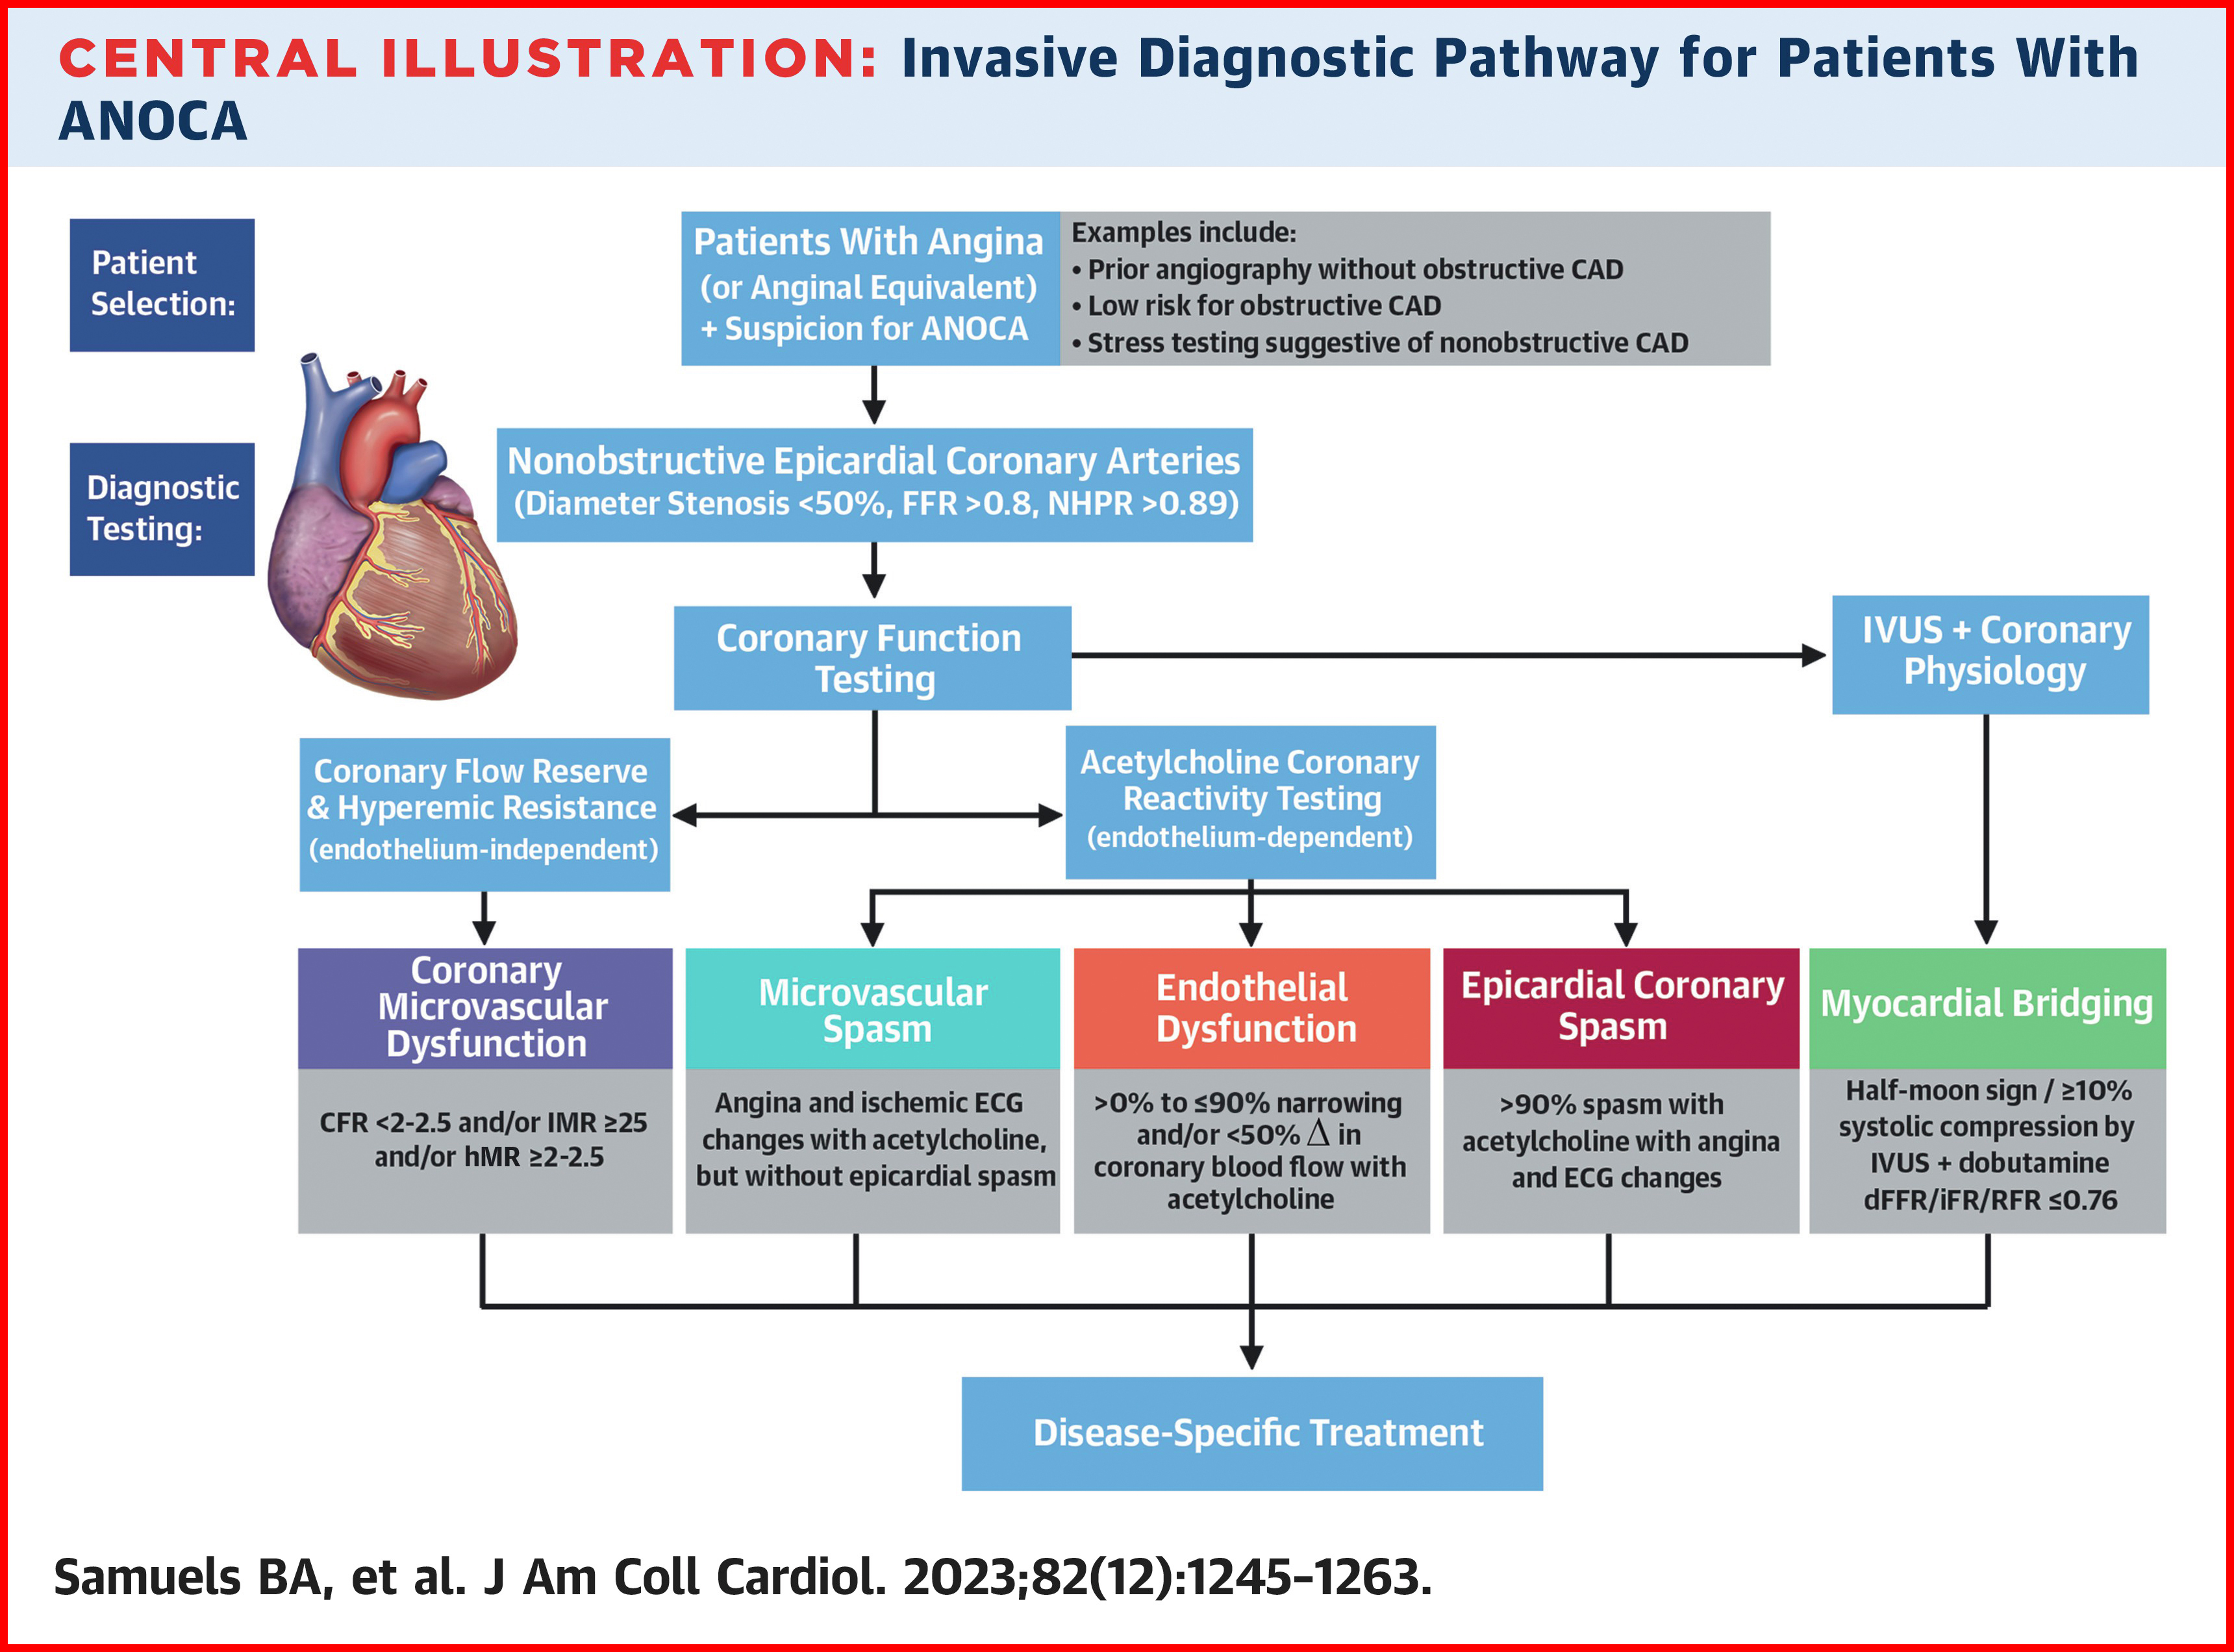 CENTRAL ILLUSTRATION: Invasive Diagnostic Pathway for Patients With
ANOCA
Patient
Selection:
Patients With Angina
(or Anginal Equivalent)
+ Suspicion for ANOCA
Examples include:
• Prior angiography without obstructive CAD
• Low risk for obstructive CAD
• Stress testing suggestive of nonobstructive CAD
Diagnostic
Testing:
Nonobstructive Epicardial Coronary Arteries
(Diameter Stenosis <50%, FFR >0.8, NHPR >0.89)
Coronary Function
Testing
IVUS + Coronary
Physiology
Coronary Flow Reserve
& Hyperemic Resistance
(endothelium-independent)
Acetylcholine Coronary
Reactivity Testing
(endothelium-dependent)
Coronary
Microvascular
Dysfunction
CFR <2-2.5 and/or IMR ≥25
and/or hMR ≥2-2.5
Microvascular
Spasm
Angina and ischemic ECG
changes with acetylcholine,
but without epicardial spasm
Endothelial
Dysfunction
>0% to ≤90% narrowing
and/or <50% Δ in
coronary blood flow with
acetylcholine
Epicardial Coronary
Spasm
>90% spasm with
acetylcholine with angina
and ECG changes
Myocardial Bridging
Half-moon sign / ≥10%
systolic compression by
IVUS + dobutamine
dFFR/iFR/RFR ≤0.76
Disease-Specific Treatment
Samuels BA, et al. J Am Coll Cardiol. 2023;82(12):1245–1263.